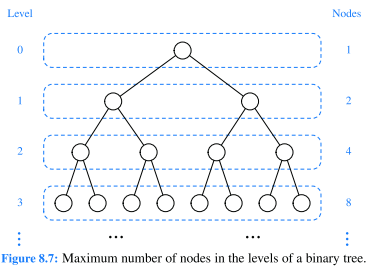 Level Nodes
0 1
1 2
2 4
3 8
... ...
Figure 8.7: Maximum number of nodes in the levels of a binary tree.